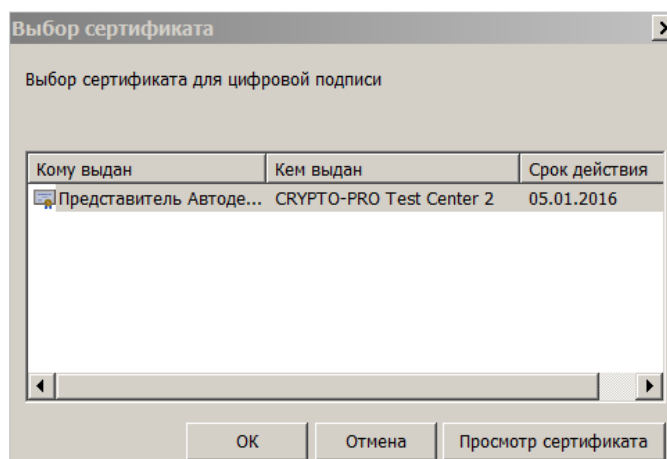 Выбор сертификата
Выбор сертификата для цифровой подписи
Кому выдан Кем выдан Срок действия
Представитель Автоде... CRYPTO-PRO Test Center 2 05.01.2016
ОК Отмена Просмотр сертификата